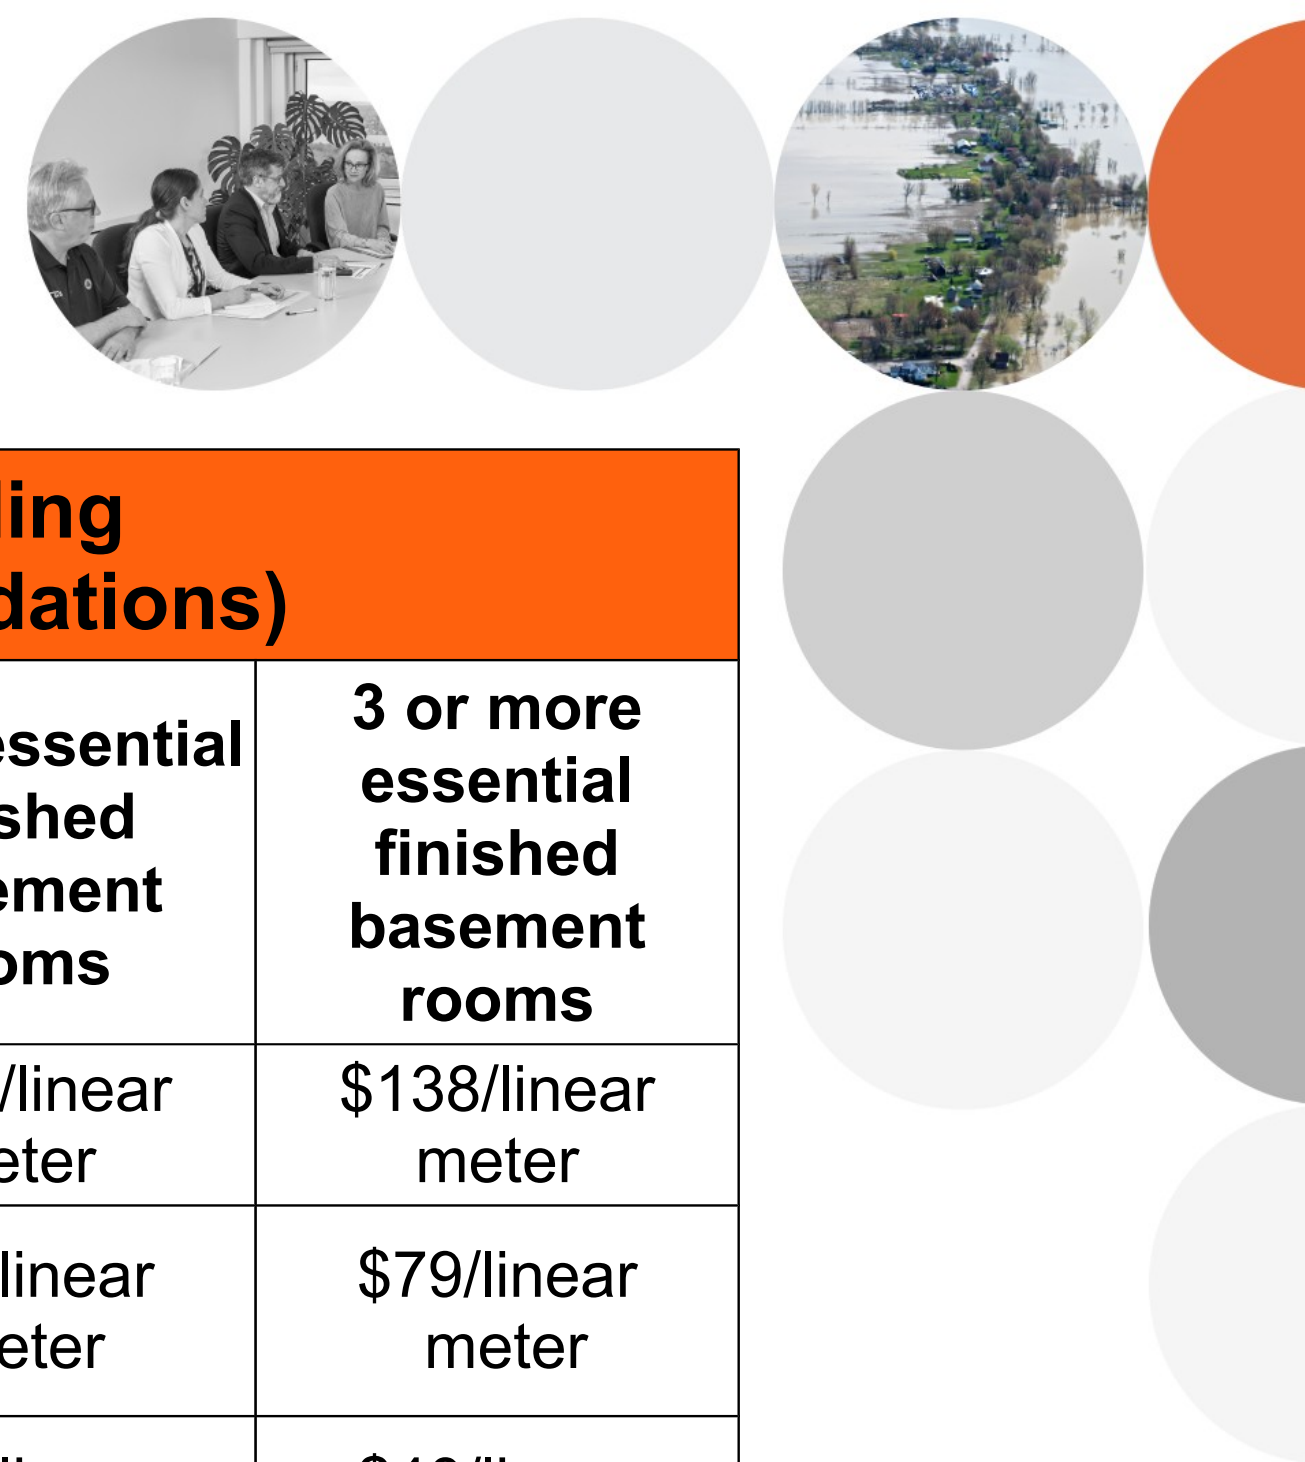 ling
dations)
essential
shed
ement
oms
3 or more
essential
finished
basement
rooms
/linear
eter
$138/linear
meter
linear
eter
$79/linear
meter